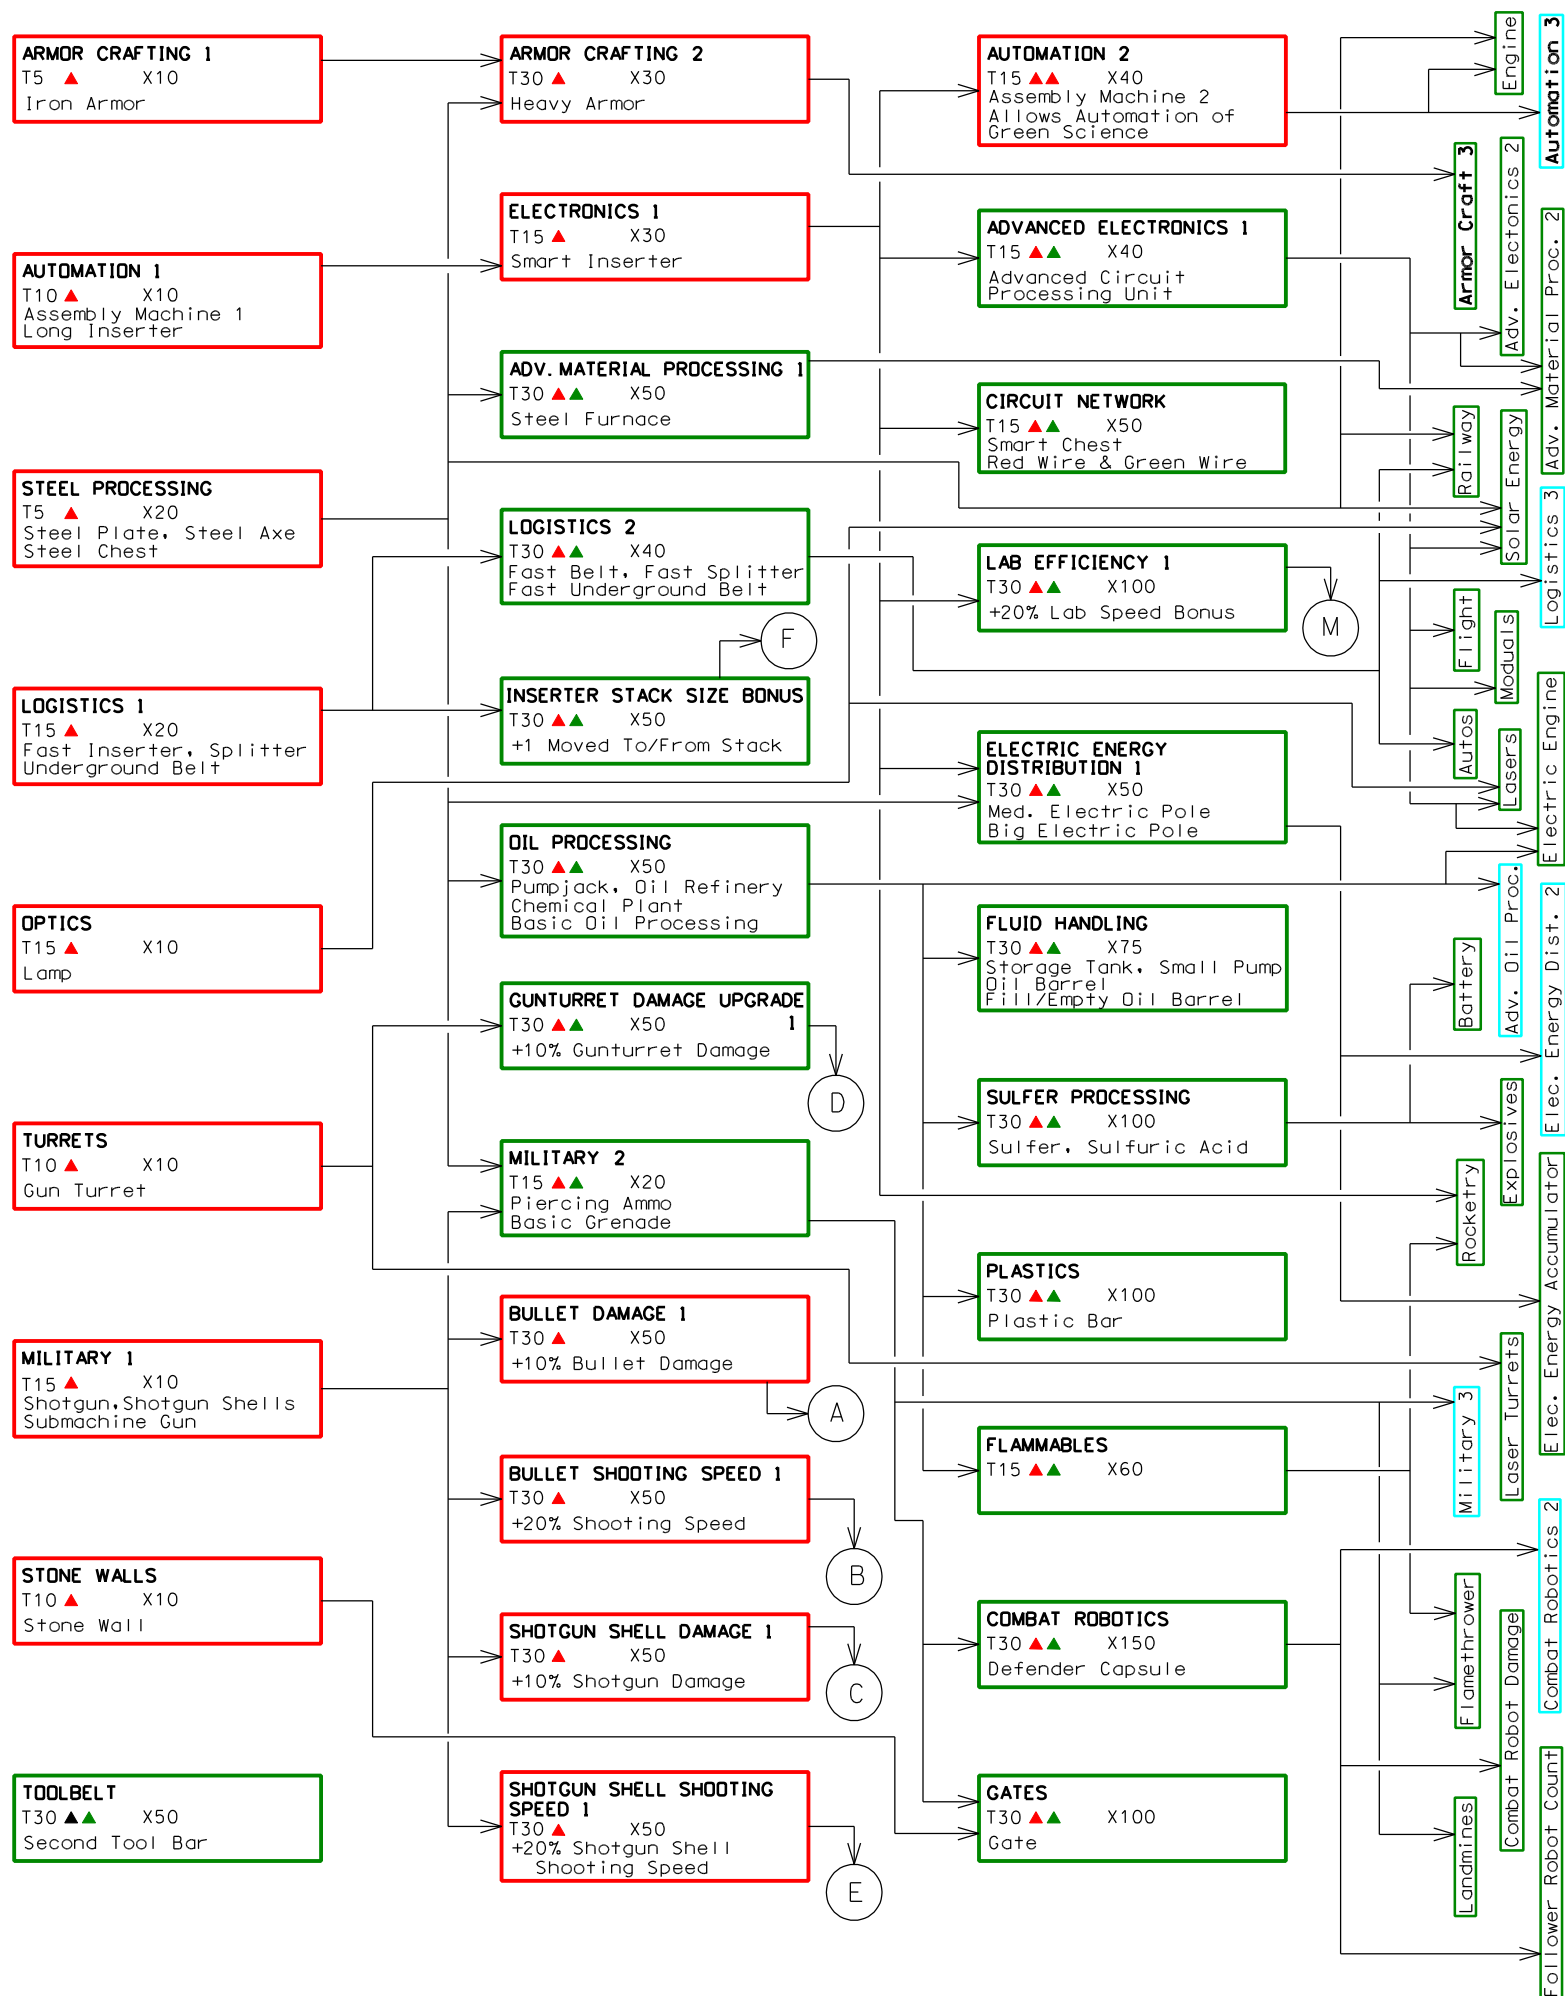 ARMOR CRAFTING 1
T5 X10
Iron Armor
AUTOMATION 1
T10 X10
Assembly Machine 1
Long Inserter
STEEL PROCESSING
T5 X20
Steel Plate, Steel Axe
Steel Chest
LOGISTICS 1
T15 X20
Fast Inserter, Splitter
Underground Belt
OPTICS
T15 X10
Lamp
TURRETS
T10 X10
Gun Turret
MILITARY 1
T15 X10
Shotgun,Shotgun Shells
Submachine Gun
STONE WALLS
T10 X10
Stone Wall
TOOLBELT
T30 X50
Second Tool Bar
ARMOR CRAFTING 2
T30 X30
Heavy Armor
ELECTRONICS 1
T15 X30
Smart Inserter
ADV. MATERIAL PROCESSING 1
T30 X50
Steel Furnace
LOGISTICS 2
T30 X40
Fast Belt, Fast Splitter
Fast Underground Belt
F
INSERTER STACK SIZE BONUS
T30 X50
+1 Moved To/From Stack
OIL PROCESSING
T30 X50
Pumpjack, Oil Refinery
Chemical Plant
Basic Oil Processing
GUNTURRET DAMAGE UPGRADE
T30 X50 1
+10% Gunturret Damage
D
MILITARY 2
T15 X20
Piercing Ammo
Basic Grenade
BULLET DAMAGE 1
T30 X50
+10% Bullet Damage
A
BULLET SHOOTING SPEED 1
T30 X50
+20% Shooting Speed
B
SHOTGUN SHELL DAMAGE 1
T30 X50
+10% Shotgun Damage
C
SHOTGUN SHELL SHOOTING
SPEED 1
T30 X50
+20% Shotgun Shell
Shooting Speed
E
AUTOMATION 2
T15 X40
Assembly Machine 2
Allows Automation of
Green Science
ADVANCED ELECTRONICS 1
T15 X40
Advanced Circuit
Processing Unit
CIRCUIT NETWORK
T15 X50
Smart Chest
Red Wire & Green Wire
LAB EFFICIENCY 1
T30 X100
+20% Lab Speed Bonus
M
ELECTRIC ENERGY
DISTRIBUTION 1
T30 X50
Med. Electric Pole
Big Electric Pole
FLUID HANDLING
T30 X75
Storage Tank, Small Pump
Oil Barrel
Fill/Empty Oil Barrel
SULFER PROCESSING
T30 X100
Sulfer, Sulfuric Acid
PLASTICS
T30 X100
Plastic Bar
FLAMMABLES
T15 X60
COMBAT ROBOTICS
T30 X150
Defender Capsule
GATES
T30 X100
Gate
Engine
Automation 3
Armor Craft 3
Adv. Electonics 2
Adv. Material Proc. 2
Railway
Solar Energy
Logistics 3
Flight
Moduals
Autos
Lasers
Electric Engine
Adv. Oil Proc.
Elec. Energy Dist. 2
Battery
Explosives
Rocketry
Elec. Energy Accumulator
Laser Turrets
Military 3
Combat Robotics 2
Flamethrower
Combat Robot Damage
Landmines
Follower Robot Count